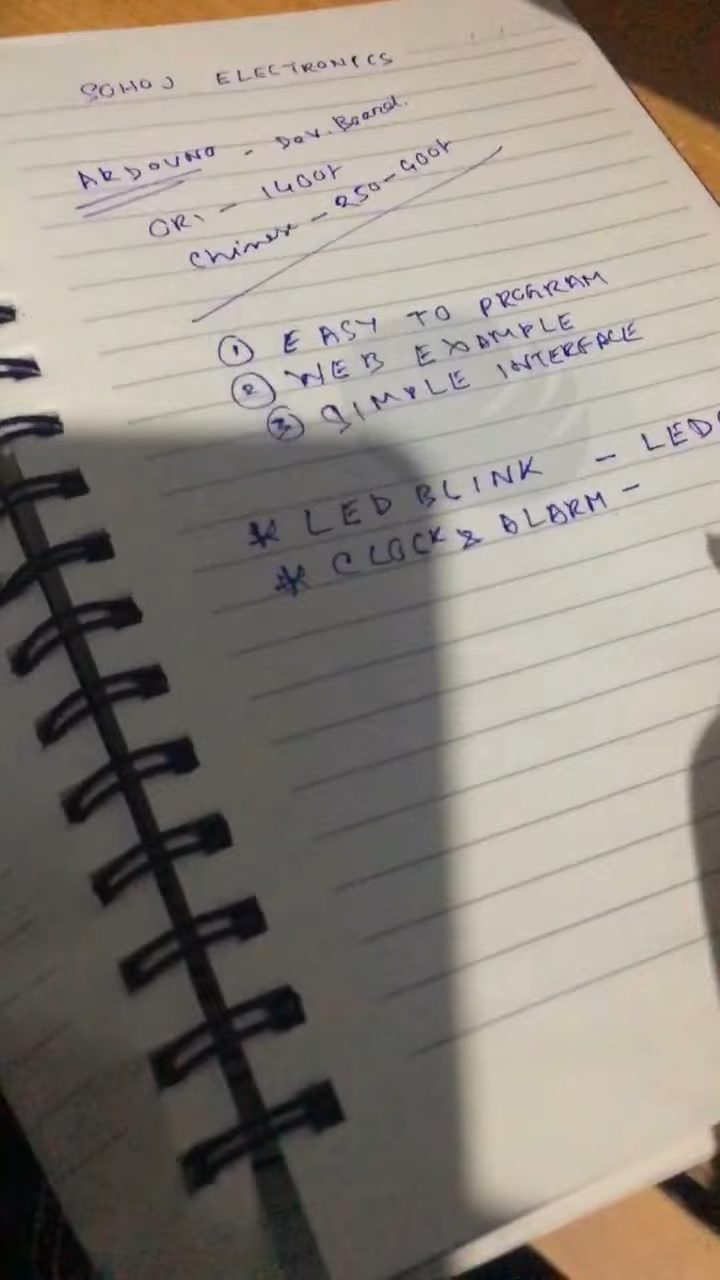 SOHOJ ELECTRONICS
ARDOUNO - Dev. Board.
ORI - 1400৳
Chinese - 250-400৳
① EASY TO PROGRAM
② WEB EXAMPLE
③ SIMPLE INTERFACE
* LED BLINK - LED
* CLOCK & ALARM -